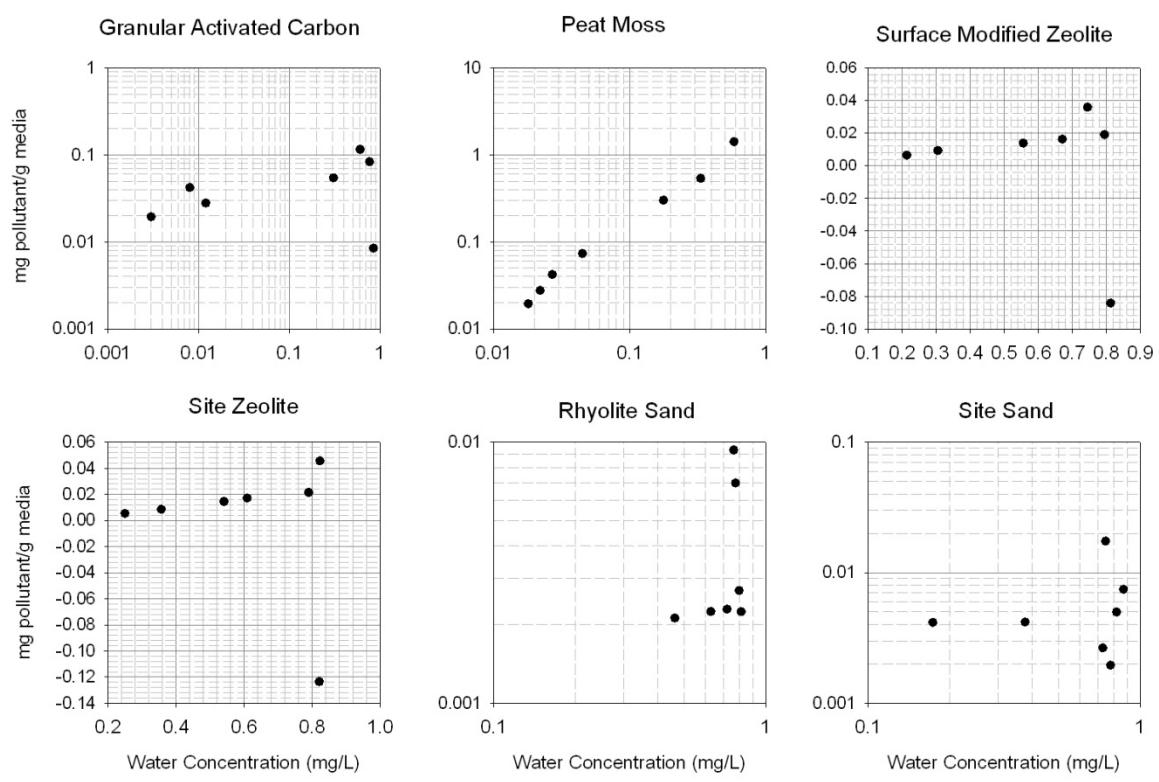 Granular Activated Carbon
Peat Moss
Surface Modified Zeolite
mg pollutant/g media
1
0.1
0.01
0.001
0.001 0.01 0.1 1
10
1
0.1
0.01
0.01 0.1 1
0.06
0.04
0.02
0.00
-0.02
-0.04
-0.06
-0.08
-0.10
0.1 0.2 0.3 0.4 0.5 0.6 0.7 0.8 0.9
Site Zeolite
Rhyolite Sand
Site Sand
mg pollutant/g media
0.06
0.04
0.02
0.00
-0.02
-0.04
-0.06
-0.08
-0.10
-0.12
-0.14
0.2 0.4 0.6 0.8 1.0
Water Concentration (mg/L)
0.01
0.001
0.1 1
Water Concentration (mg/L)
0.1
0.01
0.001
0.1 1
Water Concentration (mg/L)